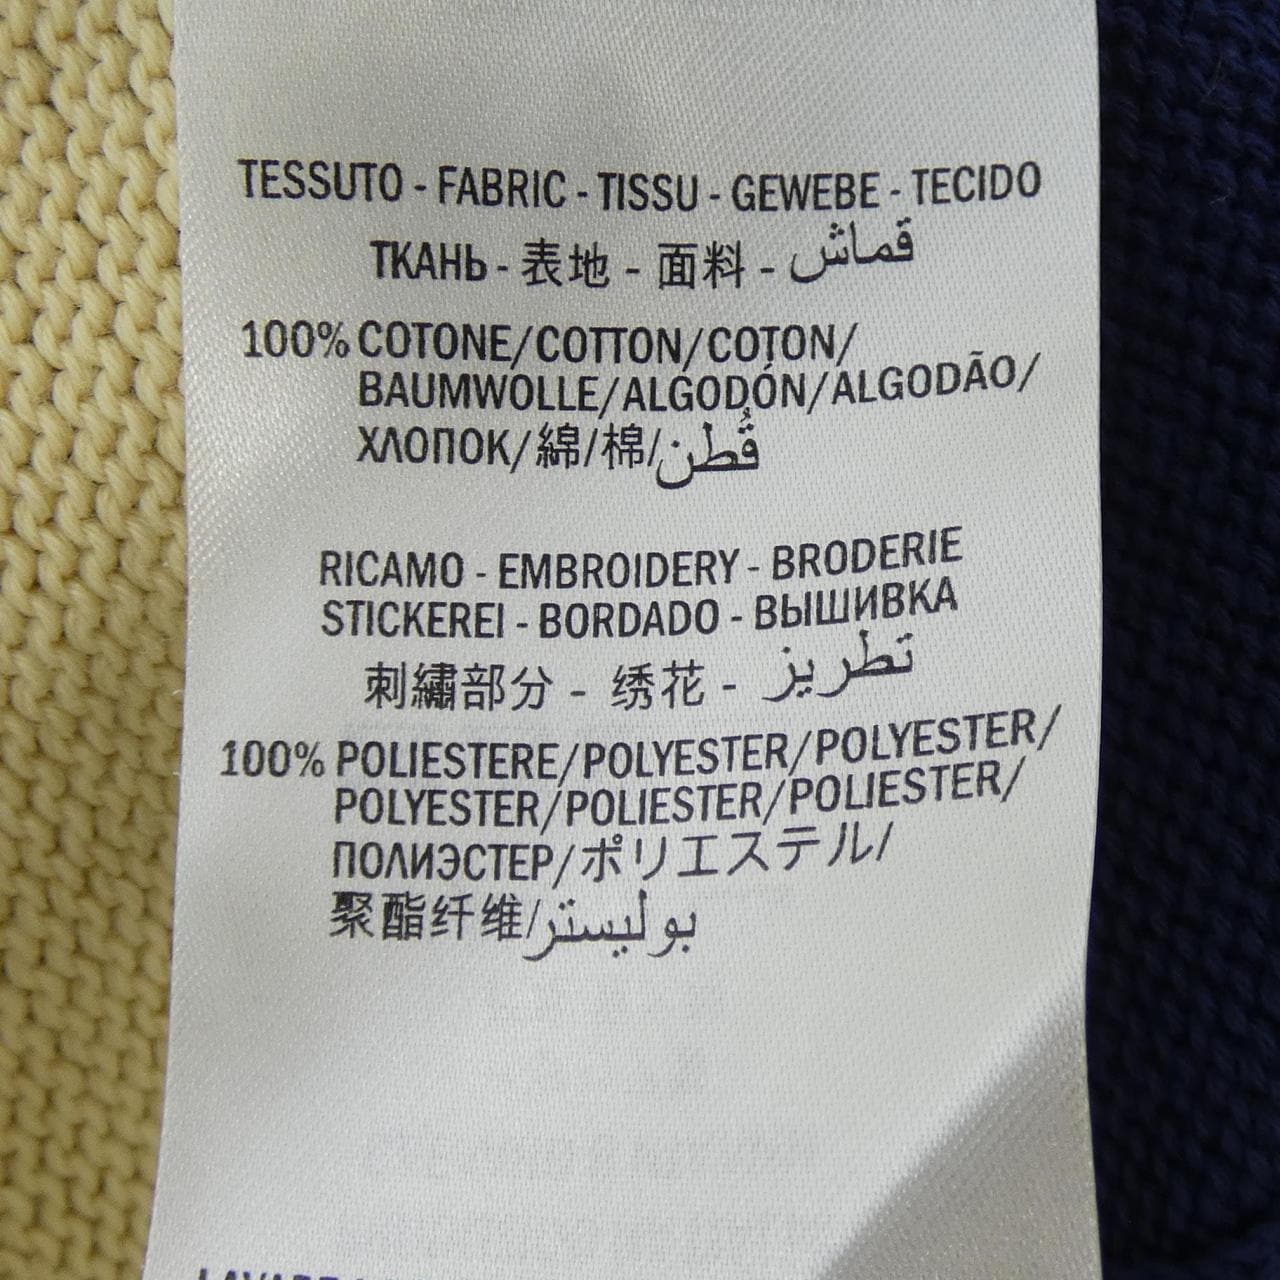 TESSUTO - FABRIC - TISSU - GEWEBE - TECIDO
ТКАНЬ - 表地 - 面料 - قماش
100% COTONE/COTTON/COTON/
BAUMWOLLE/ALGODÓN/ALGODÃO/
ХЛОПОК/綿/棉/قُطن
RICAMO - EMBROIDERY - BRODERIE
STICKEREI - BORDADO - ВЫШИВКА
刺繍部分 - 绣花 - تطريز
100% POLIESTERE/POLYESTER/POLYESTER/
POLYESTER/POLIESTER/POLIESTER/
ПОЛИЭСТЕР/ポリエステル/
聚酯纤维/بوليستر